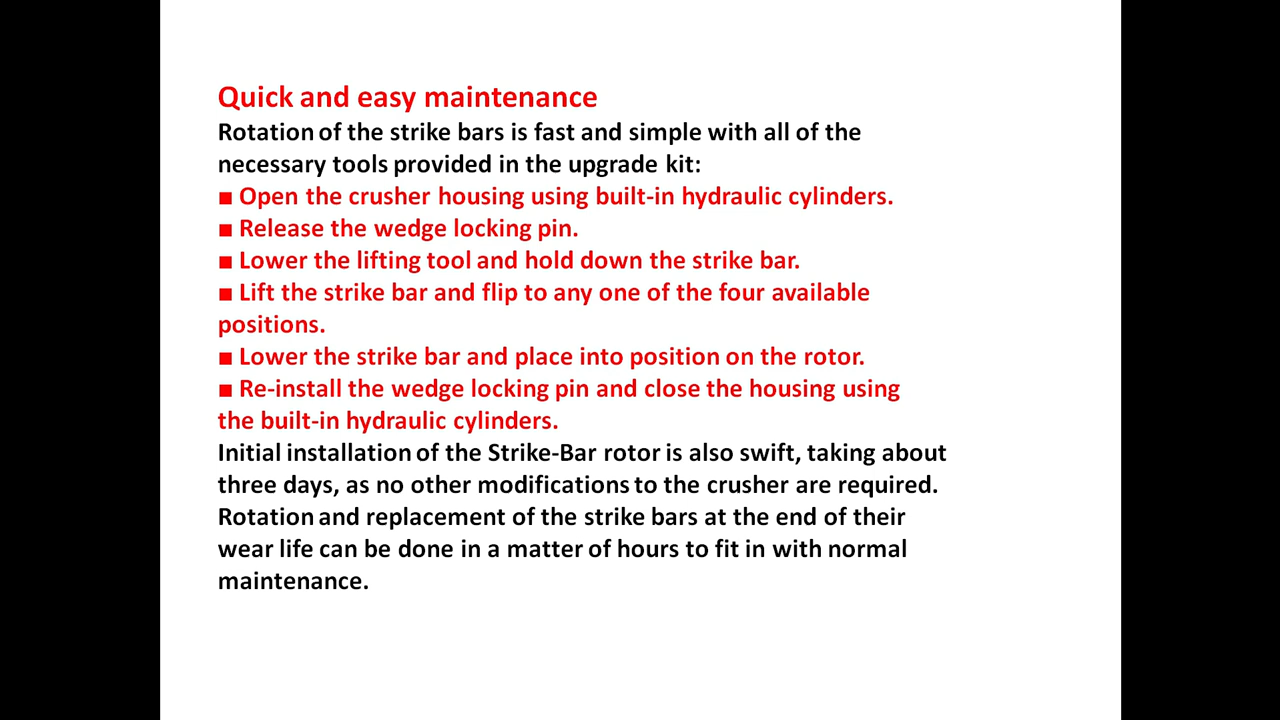 Quick and easy maintenance
Rotation of the strike bars is fast and simple with all of the
necessary tools provided in the upgrade kit:
■ Open the crusher housing using built-in hydraulic cylinders.
■ Release the wedge locking pin.
■ Lower the lifting tool and hold down the strike bar.
■ Lift the strike bar and flip to any one of the four available
positions.
■ Lower the strike bar and place into position on the rotor.
■ Re-install the wedge locking pin and close the housing using
the built-in hydraulic cylinders.
Initial installation of the Strike-Bar rotor is also swift, taking about
three days, as no other modifications to the crusher are required.
Rotation and replacement of the strike bars at the end of their
wear life can be done in a matter of hours to fit in with normal
maintenance.